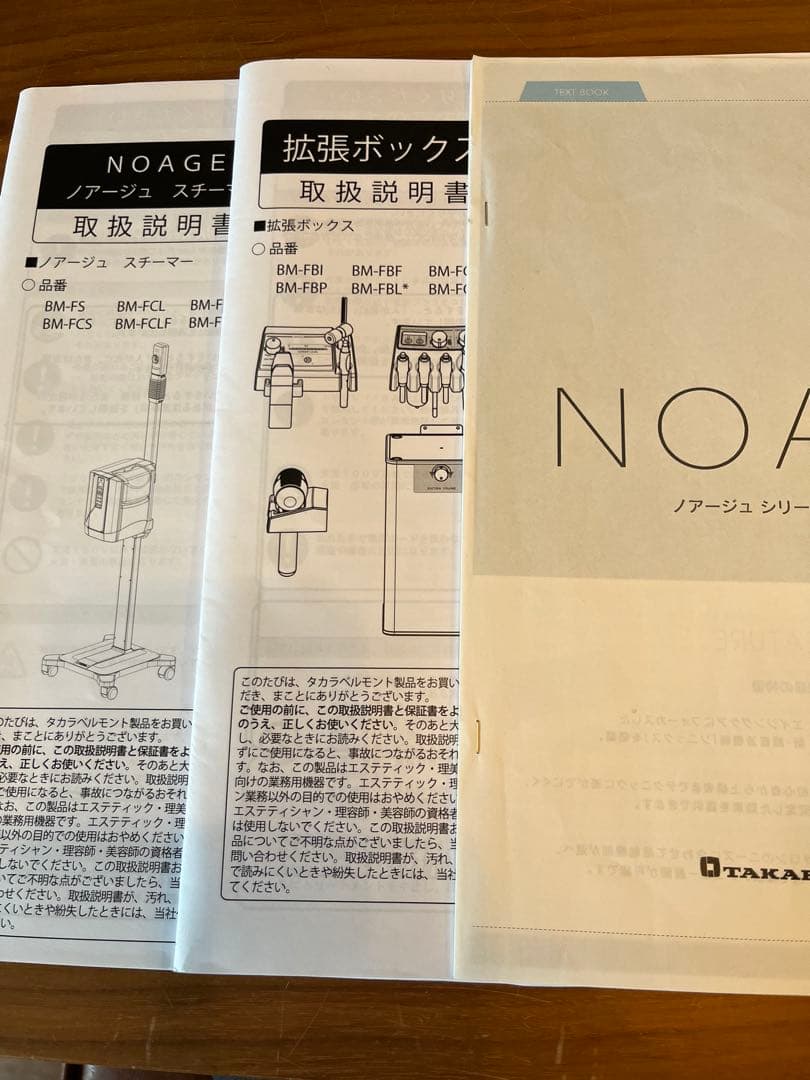 NOAGE
ノアージュ スチーマ
取扱説明書
■ノアージュ スチーマー
○品番
BM-FS BM-FCL BM-F
BM-FCS BM-FCLF BM-F
のたびは、タカラベルモント製品をお買い
、まことにありがとうございます。
用の前に、この取扱説明書と保証書をよ
え、正しくお使いください。そのあと大
必要なときにお読みください。取扱説明
ご使用になると、事故につながるおそれ
なお、この製品はエステティック・理美
業務用機器です。エステティック・理
以外の目的での使用はおやめください
ティシャン・理容師・美容師の資格者
しないでください。この取扱説明書お
いてご不明な点がございましたら、当
わせください。取扱説明書が、汚れ、
くいときや紛失したときには、当社
い。
拡張ボックス
取扱説明書
■拡張ボックス
○品番
BM-FBI BM-FBF BM-FC
BM-FBP BM-FBL* BM-FC
このたびは、タカラベルモント製品をお買い
だき、まことにありがとうございます。
ご使用の前に、この取扱説明書と保証書をよ
のうえ、正しくお使いください。そのあと大
し、必要なときにお読みください。取扱説明
ずにご使用になると、事故につながるおそれ
す。なお、この製品はエステティック・理美
向けの業務用機器です。エステティック・理
ン業務以外の目的での使用はおやめください
エステティシャン・理容師・美容師の資格者
は使用しないでください。この取扱説明書お
品についてご不明な点がございましたら、当
問い合わせください。取扱説明書が、汚れ、
で読みにくいときや紛失したときには、当社
てください。
TEXT BOOK
NOA
ノアージュ シリー
TAKAR